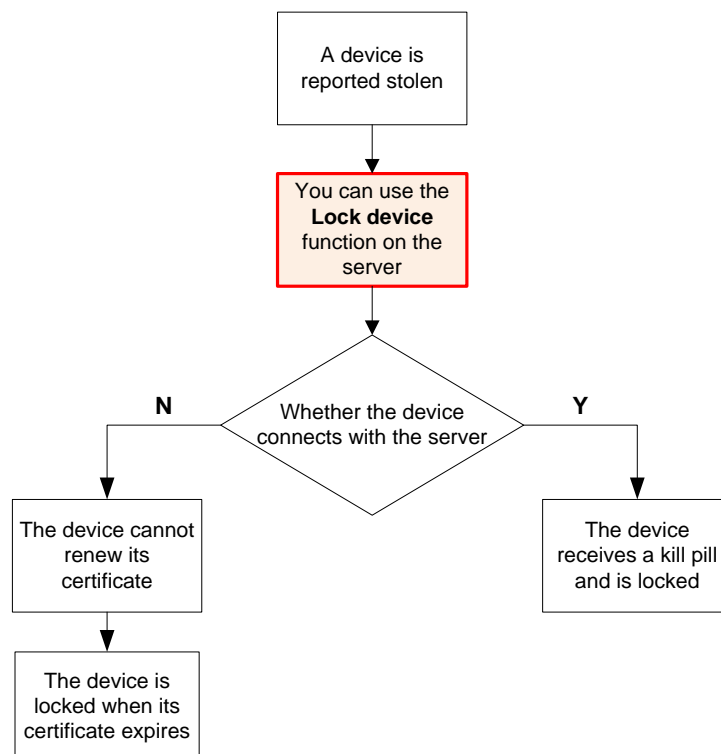 A device is
reported stolen
You can use the
Lock device
function on the
server
Whether the device
connects with the server
N
Y
The device cannot
renew its
certificate
The device
receives a kill pill
and is locked
The device is
locked when its
certificate expires